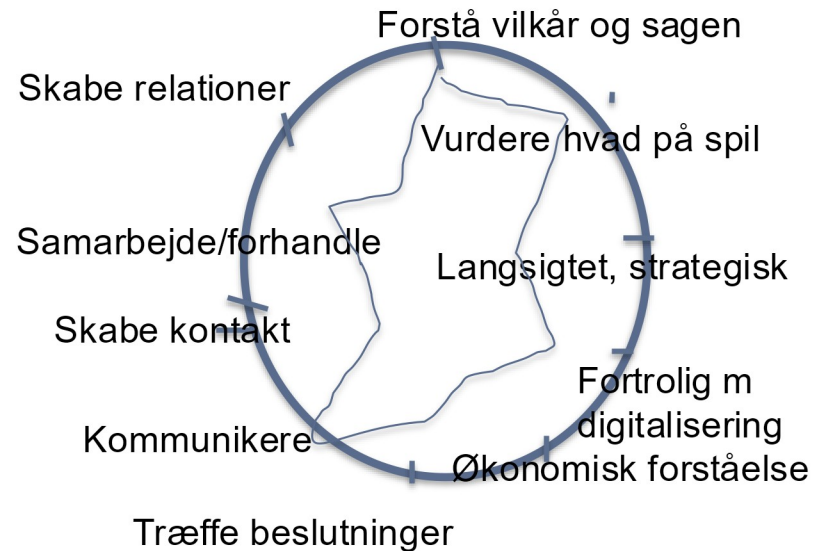 Forstå vilkår og sagen
Skabe relationer
Vurdere hvad på spil
Samarbejde/forhandle
Langsigtet, strategisk
Skabe kontakt
Fortrolig m
digitalisering
Kommunikere
Økonomisk forståelse
Træffe beslutninger